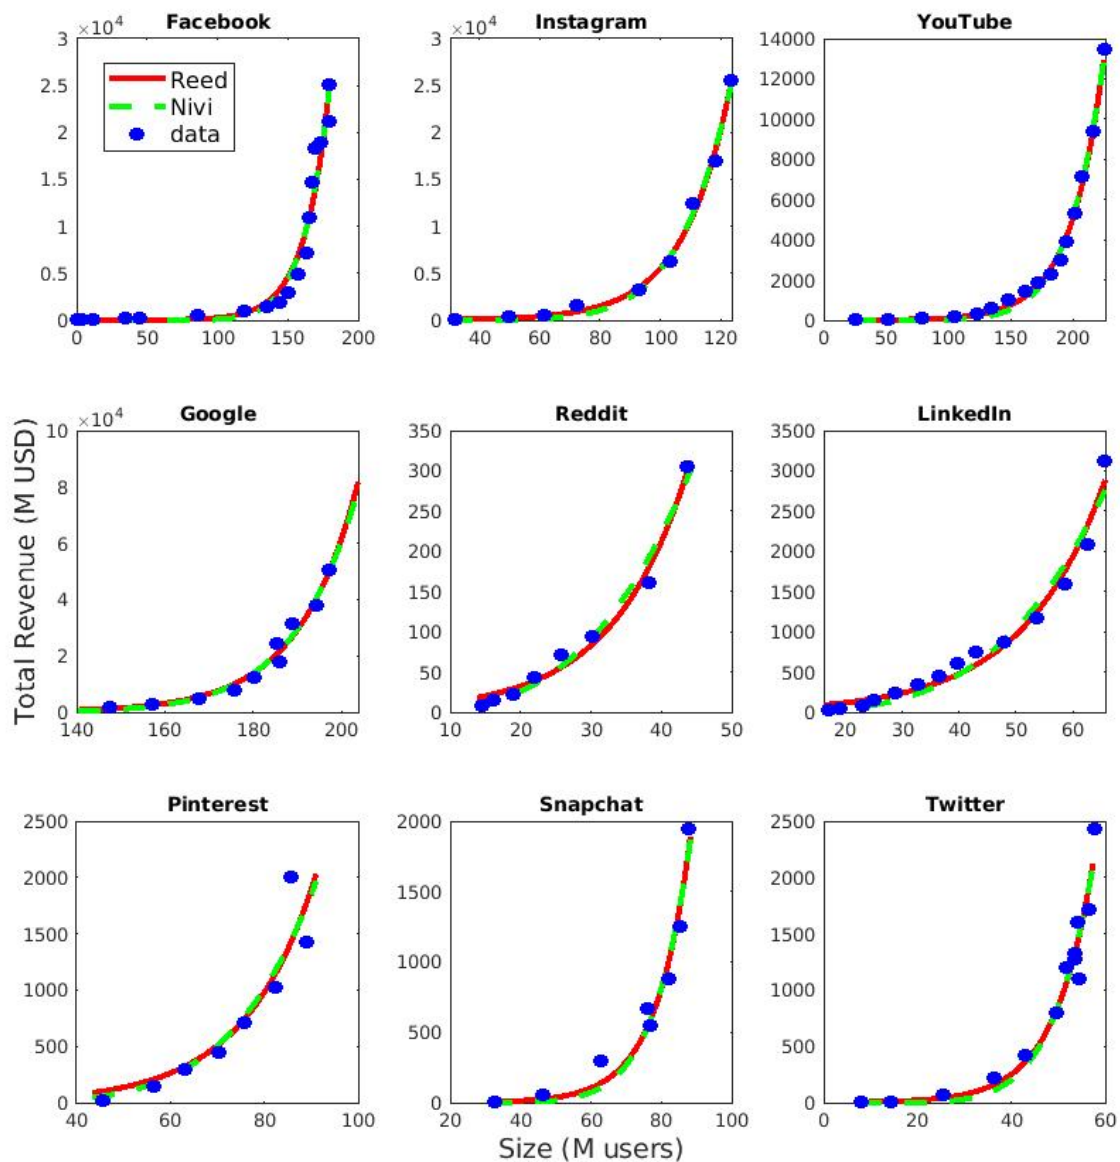 Facebook
Instagram
YouTube
×10⁴
3
2.5
2
1.5
1
0.5
0
0 50 100 150 200
Reed
Nivi
data
×10⁴
3
2.5
2
1.5
1
0.5
0
40 60 80 100 120
14000
12000
10000
8000
6000
4000
2000
0
0 50 100 150 200
Google
Reddit
LinkedIn
Total Revenue (M USD)
×10⁴
10
8
6
4
2
0
140 160 180 200
350
300
250
200
150
100
50
0
10 20 30 40 50
3500
3000
2500
2000
1500
1000
500
0
20 30 40 50 60
Pinterest
Snapchat
Twitter
2500
2000
1500
1000
500
0
40 60 80 100
2000
1500
1000
500
0
20 40 60 80 100
2500
2000
1500
1000
500
0
0 20 40 60
Size (M users)